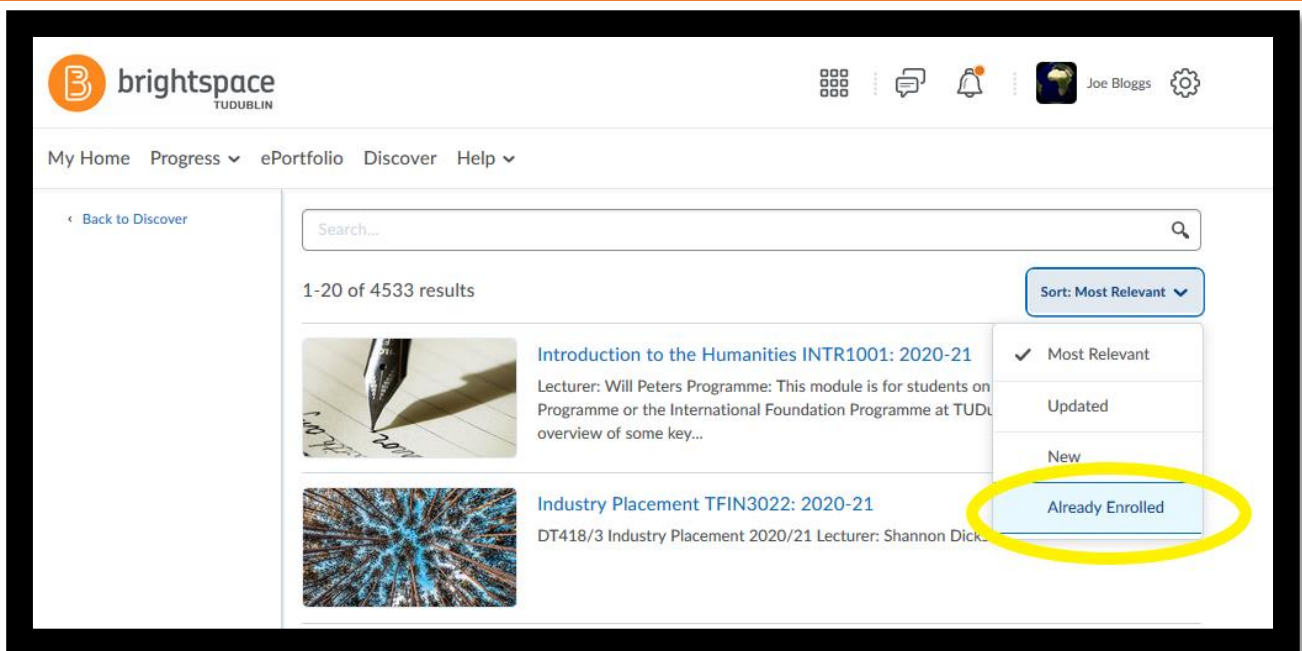 brightspace
TUDUBLIN
Joe Bloggs
My Home Progress ePortfolio Discover Help
Back to Discover
Search...
1-20 of 4533 results
Sort: Most Relevant
Introduction to the Humanities INTR1001: 2020-21
Lecturer: Will Peters Programme: This module is for students on
Programme or the International Foundation Programme at TUDu
overview of some key...
Most Relevant
Updated
New
Already Enrolled
Industry Placement TFIN3022: 2020-21
DT418/3 Industry Placement 2020/21 Lecturer: Shannon Dicks